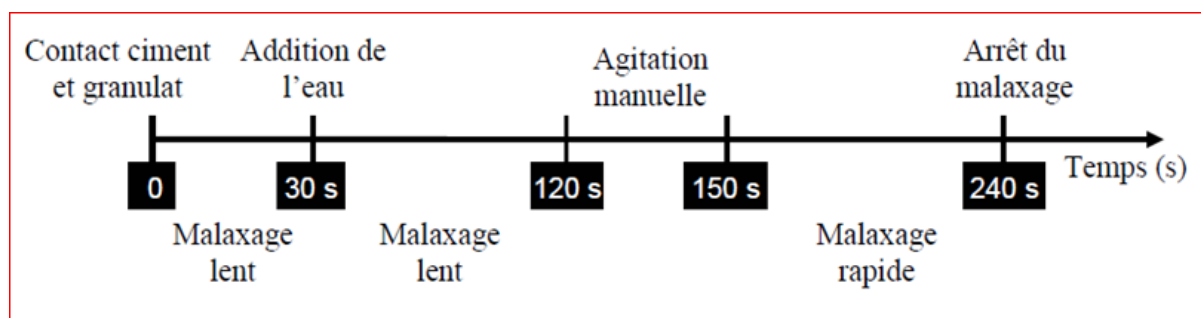 Contact ciment
et granulat
Addition de
l'eau
Agitation
manuelle
Arrêt du
malaxage
Temps (s)
0
30 s
120 s
150 s
240 s
Malaxage
lent
Malaxage
lent
Malaxage
rapide